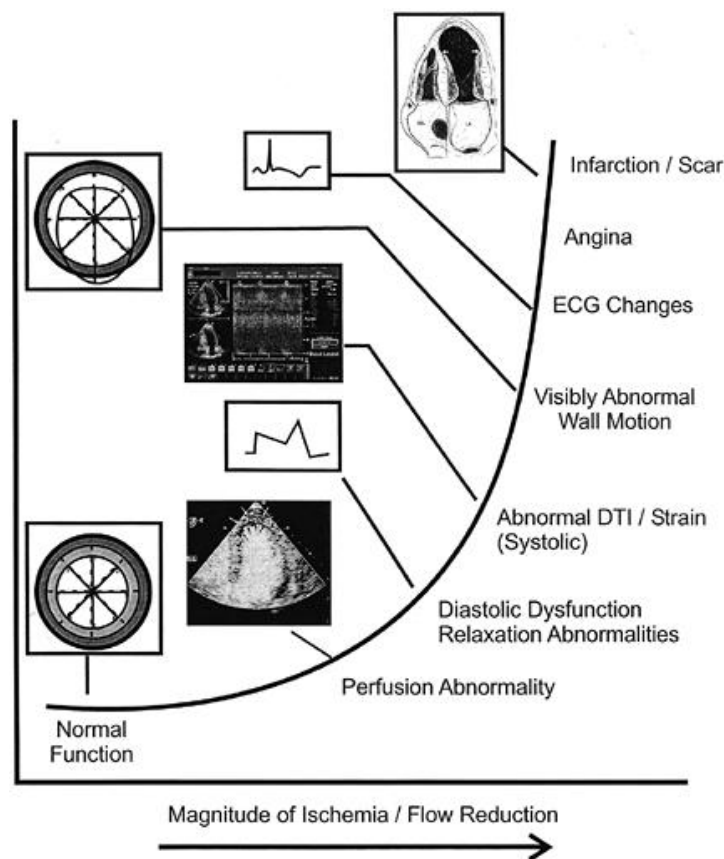 Infarction / Scar
Angina
ECG Changes
Visibly Abnormal
Wall Motion
Abnormal DTI / Strain
(Systolic)
Diastolic Dysfunction
Relaxation Abnormalities
Perfusion Abnormality
Normal
Function
Magnitude of Ischemia / Flow Reduction